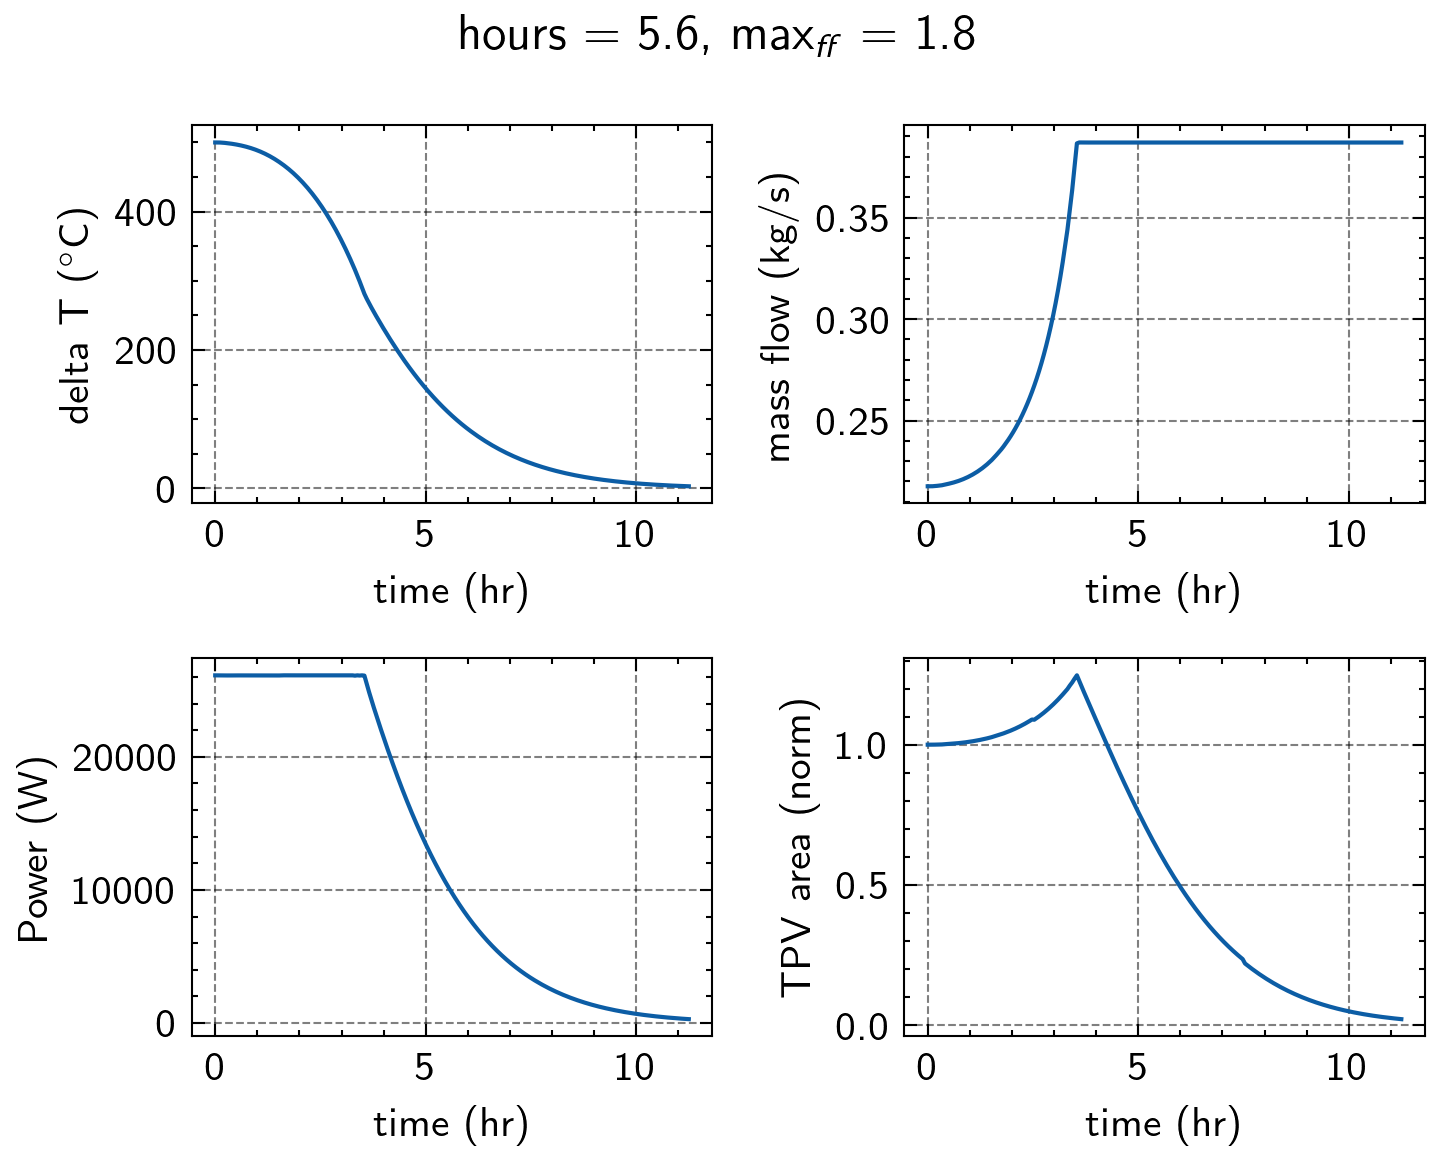 hours = 5.6, max_ff = 1.8
delta T (°C)
400
200
0
0 5 10
time (hr)
mass flow (kg/s)
0.35
0.30
0.25
0 5 10
time (hr)
Power (W)
20000
10000
0
0 5 10
time (hr)
TPV area (norm)
1.0
0.5
0.0
0 5 10
time (hr)